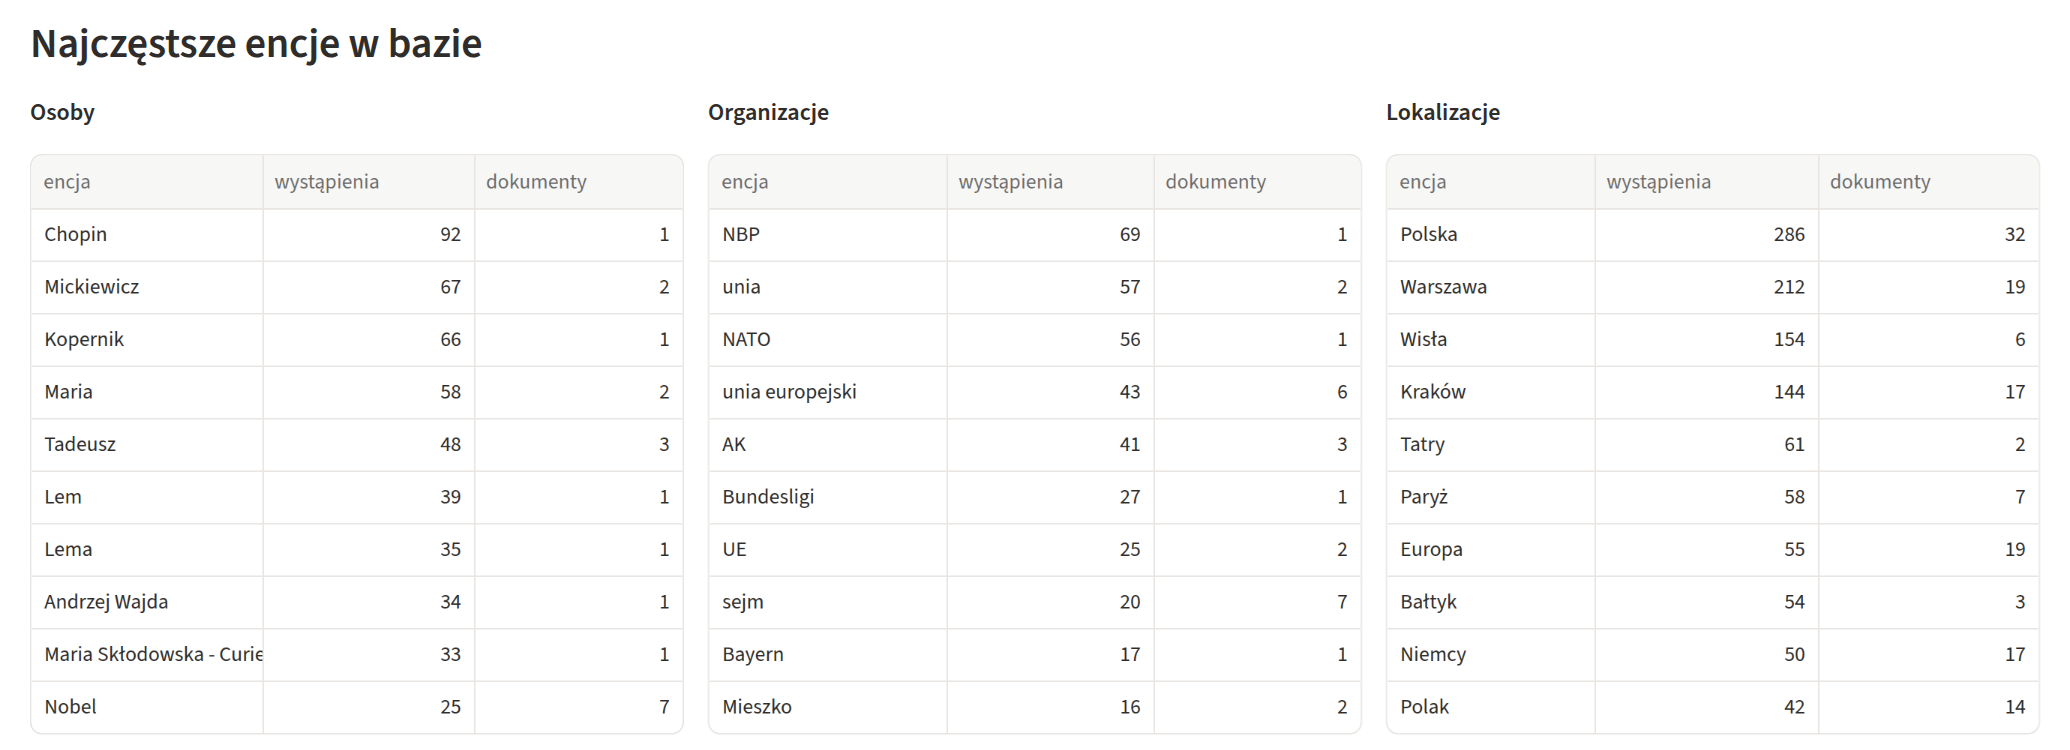 Najczęstsze encje w bazie
Osoby
encja wystąpienia dokumenty
Chopin 92 1
Mickiewicz 67 2
Kopernik 66 1
Maria 58 2
Tadeusz 48 3
Lem 39 1
Lema 35 1
Andrzej Wajda 34 1
Maria Skłodowska - Curie 33 1
Nobel 25 7
Organizacje
encja wystąpienia dokumenty
NBP 69 1
unia 57 2
NATO 56 1
unia europejski 43 6
AK 41 3
Bundesligi 27 1
UE 25 2
sejm 20 7
Bayern 17 1
Mieszko 16 2
Lokalizacje
encja wystąpienia dokumenty
Polska 286 32
Warszawa 212 19
Wisła 154 6
Kraków 144 17
Tatry 61 2
Paryż 58 7
Europa 55 19
Bałtyk 54 3
Niemcy 50 17
Polak 42 14